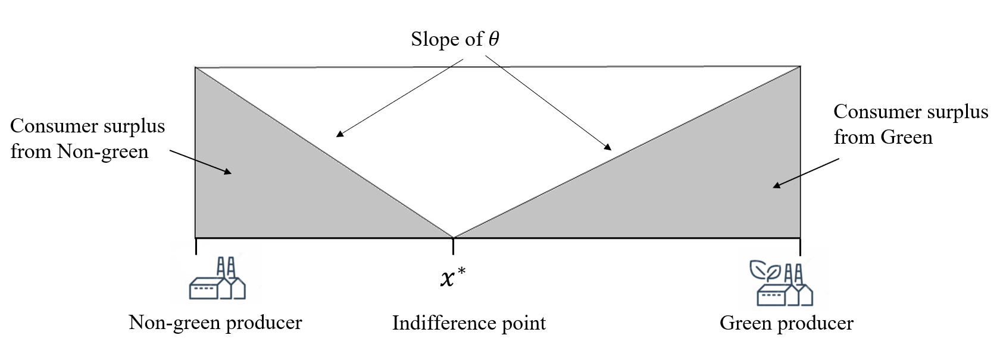 Slope of θ
Consumer surplus
from Non-green
Consumer surplus
from Green
x*
Non-green producer
Indifference point
Green producer